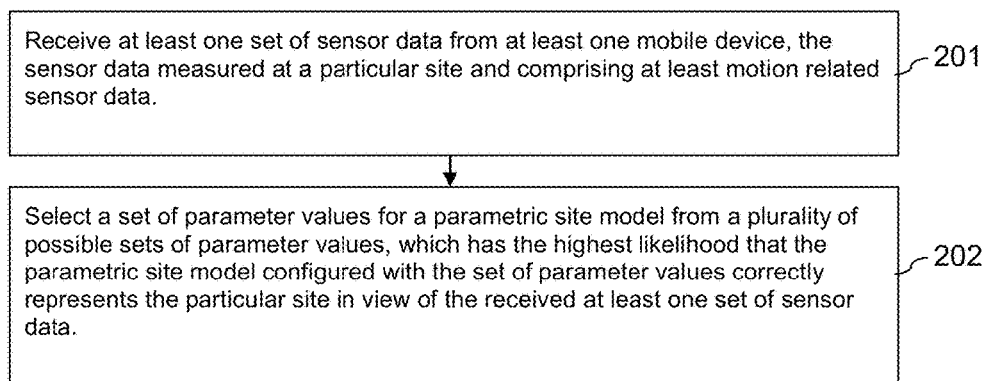 Receive at least one set of sensor data from at least one mobile device, the
sensor data measured at a particular site and comprising at least motion related
sensor data.
201
Select a set of parameter values for a parametric site model from a plurality of
possible sets of parameter values, which has the highest likelihood that the
parametric site model configured with the set of parameter values correctly
represents the particular site in view of the received at least one set of sensor
data.
202